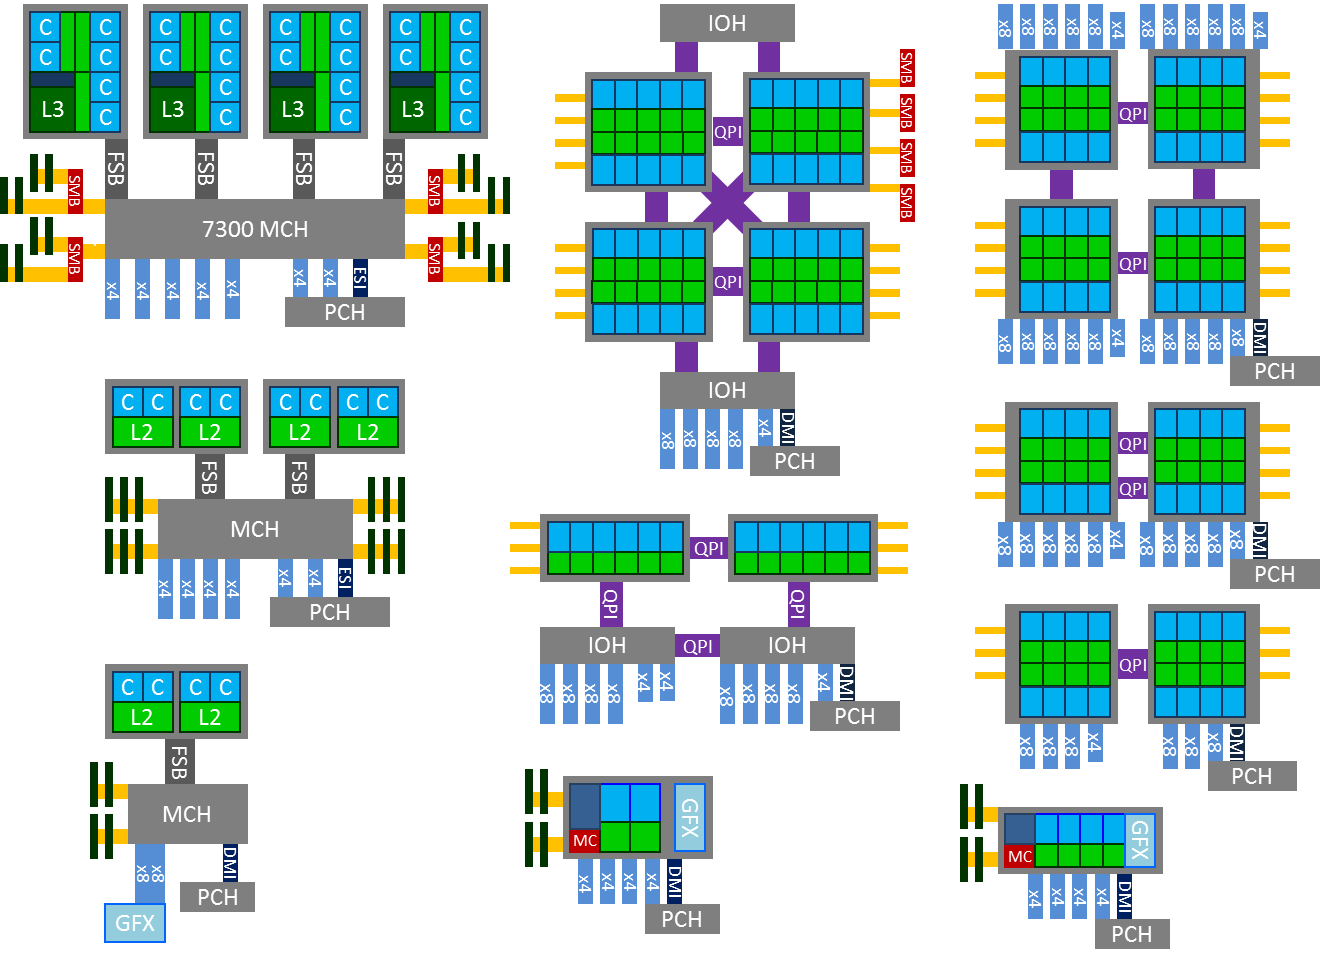 C C C C C C C C
C C C C C C C C
C C C C
L3 C L3 C L3 C L3 C
FSB FSB FSB FSB
SMB SMB
7300 MCH
SMB SMB
x4 x4 x4 x4 x4 x4 x4 ESI
PCH
C C C C C C C C
L2 L2 L2 L2
FSB FSB
MCH
x4 x4 x4 x4 x4 x4 ESI
PCH
C C C C
L2 L2
FSB
MCH
x8 x8 DMI
PCH
GFX
IOH
SMB
SMB
QPI
SMB
SMB
QPI
IOH
x8 x8 x8 x8 x4 DMI
PCH
QPI
QPI QPI
IOH QPI IOH
x8 x8 x8 x8 x4 x4 x8 x8 x8 x8 x4 DMI
PCH
GFX
MC
x4 x4 x4 x4 DMI
PCH
x8 x8 x8 x8 x8 x4 x8 x8 x8 x8 x8 x4
QPI
QPI
x8 x8 x8 x8 x8 x4 x8 x8 x8 x8 x8 DMI
PCH
QPI
QPI
x8 x8 x8 x8 x8 x4 x8 x8 x8 x8 x8 DMI
PCH
QPI
x8 x8 x8 x4 x8 x8 x8 DMI
PCH
GFX
MC
x4 x4 x4 x4 DMI
PCH